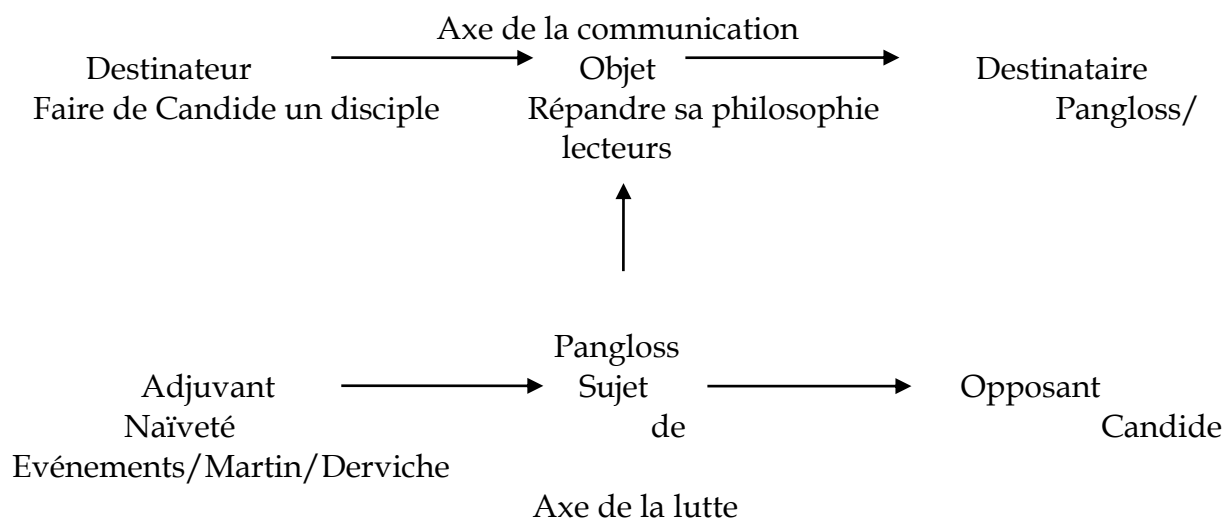 Axe de la communication
Destinateur Objet Destinataire
Faire de Candide un disciple Répandre sa philosophie Pangloss/
lecteurs
Pangloss
Adjuvant Sujet Opposant
Naïveté de Candide
Evénements/Martin/Derviche
Axe de la lutte